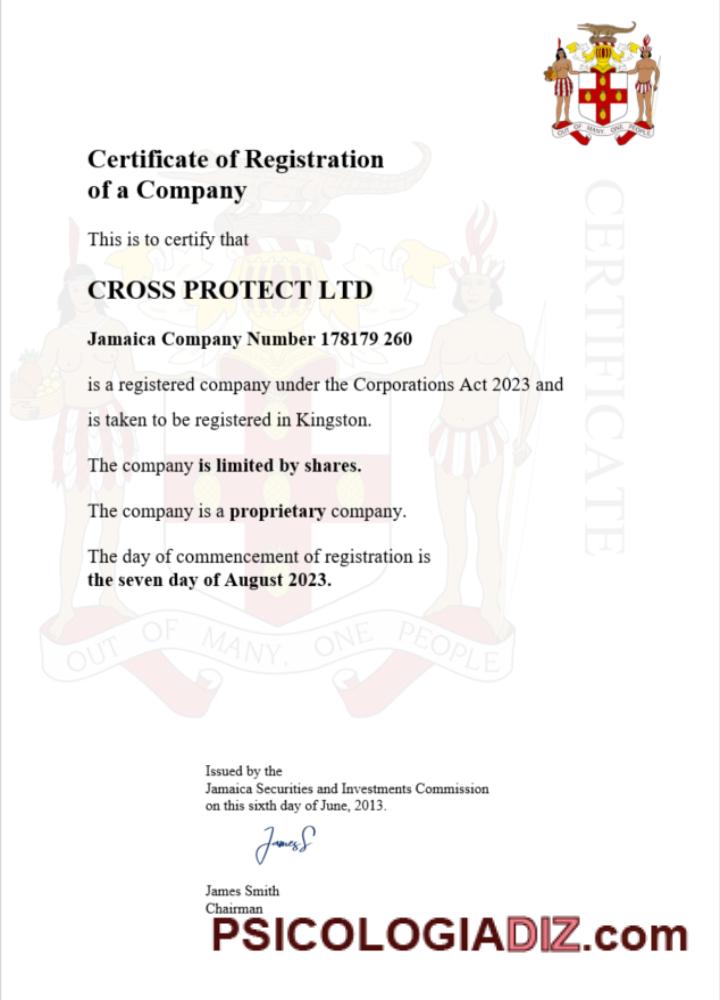 OUT OF MANY, ONE PEOPLE
Certificate of Registration
of a Company
This is to certify that
CROSS PROTECT LTD
Jamaica Company Number 178179 260
is a registered company under the Corporations Act 2023 and
is taken to be registered in Kingston.
The company is limited by shares.
The company is a proprietary company.
The day of commencement of registration is
the seven day of August 2023.
CERTIFICATE
OUT OF MANY, ONE PEOPLE
Issued by the
Jamaica Securities and Investments Commission
on this sixth day of June, 2013.
James S
James Smith
Chairman
PSICOLOGIADIZ.com